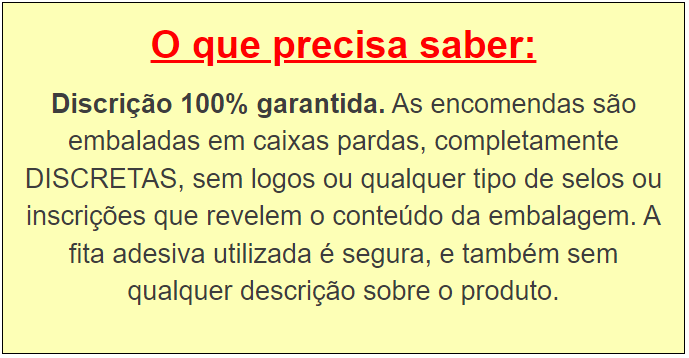 O que precisa saber:
Discrição 100% garantida. As encomendas são
embaladas em caixas pardas, completamente
DISCRETAS, sem logos ou qualquer tipo de selos ou
inscrições que revelem o conteúdo da embalagem. A
fita adesiva utilizada é segura, e também sem
qualquer descrição sobre o produto.